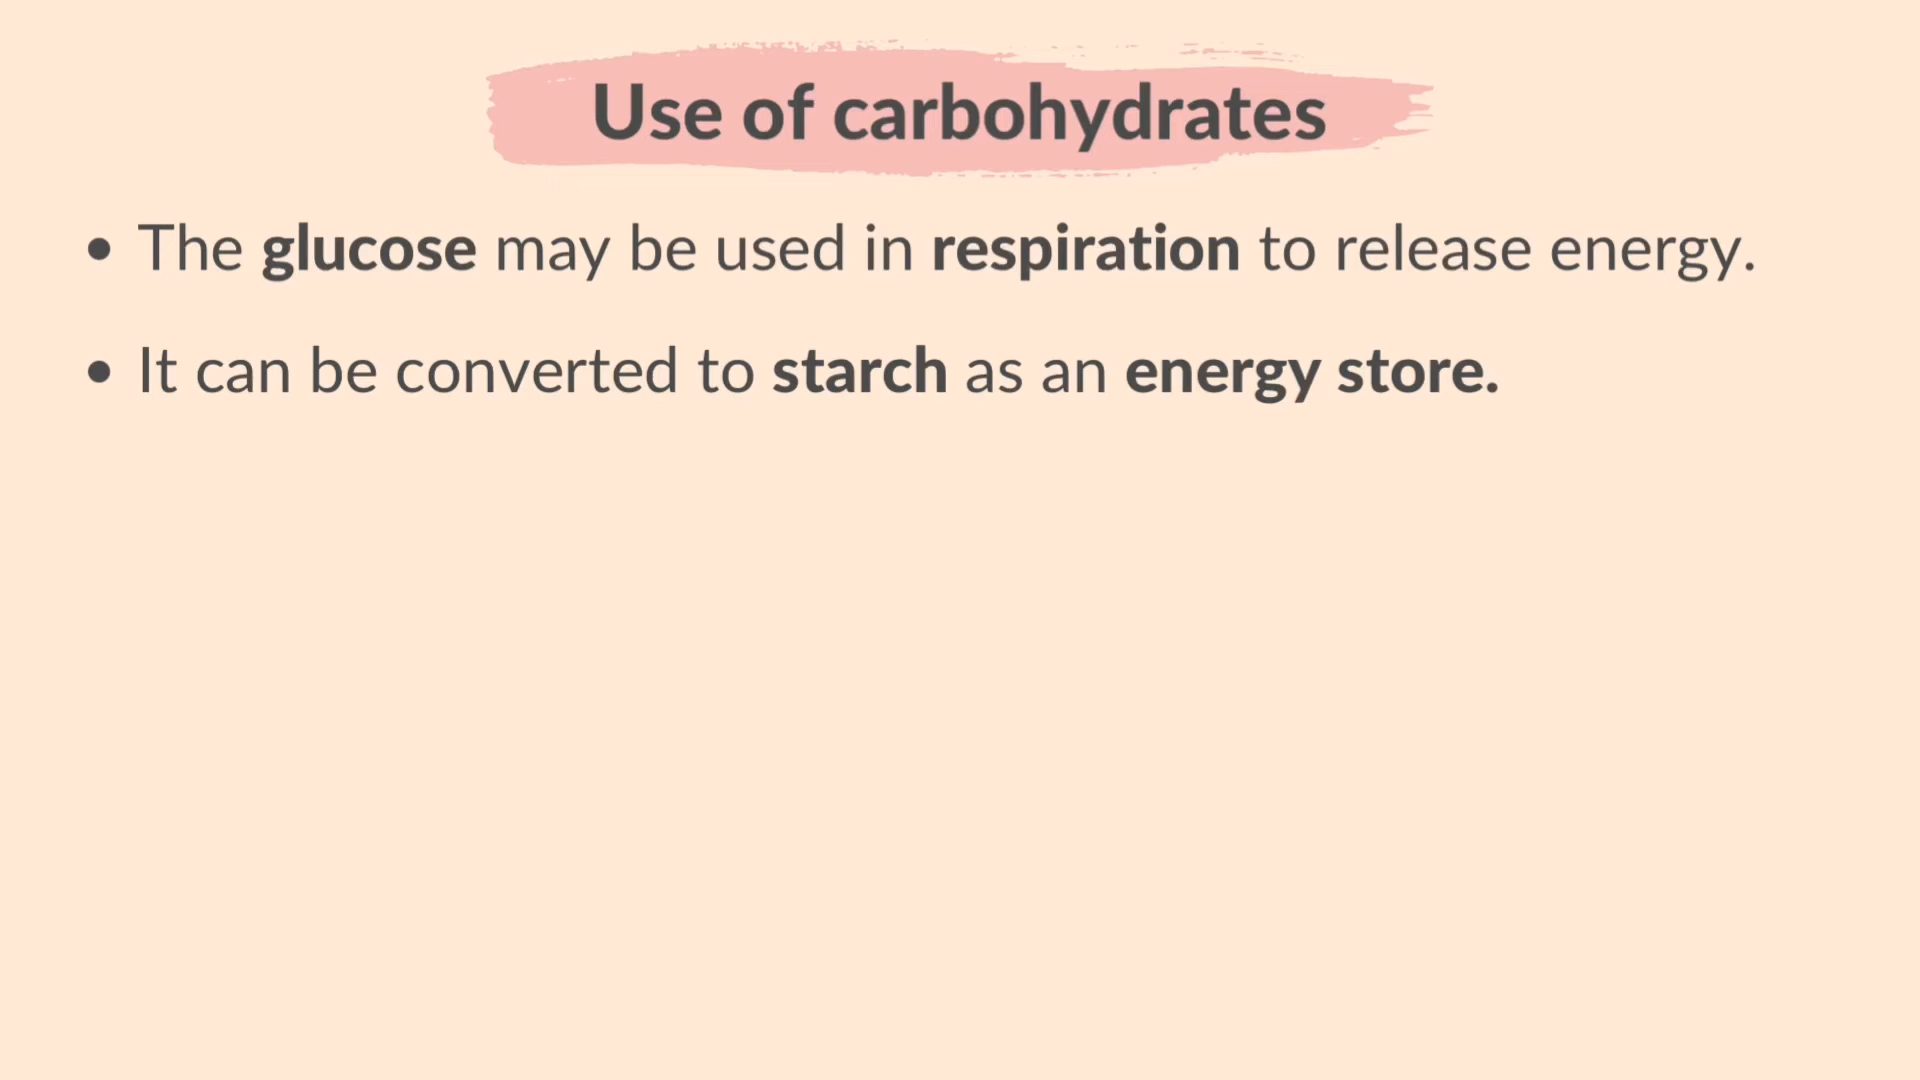 Use of carbohydrates
• The glucose may be used in respiration to release energy.
• It can be converted to starch as an energy store.